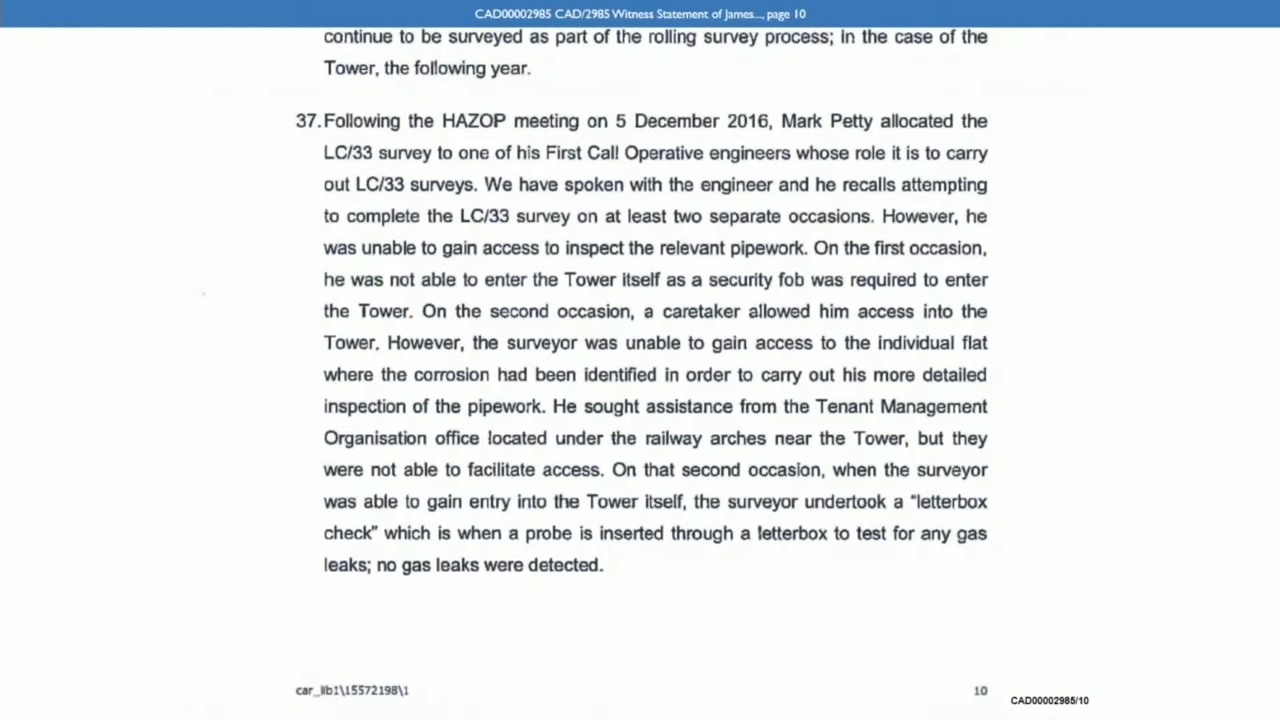 CAD00002985 CAD/2985 Witness Statement of James..., page 10
continue to be surveyed as part of the rolling survey process; in the case of the
Tower, the following year.
37. Following the HAZOP meeting on 5 December 2016, Mark Petty allocated the
LC/33 survey to one of his First Call Operative engineers whose role it is to carry
out LC/33 surveys. We have spoken with the engineer and he recalls attempting
to complete the LC/33 survey on at least two separate occasions. However, he
was unable to gain access to inspect the relevant pipework. On the first occasion,
he was not able to enter the Tower itself as a security fob was required to enter
the Tower. On the second occasion, a caretaker allowed him access into the
Tower. However, the surveyor was unable to gain access to the individual flat
where the corrosion had been identified in order to carry out his more detailed
inspection of the pipework. He sought assistance from the Tenant Management
Organisation office located under the railway arches near the Tower, but they
were not able to facilitate access. On that second occasion, when the surveyor
was able to gain entry into the Tower itself, the surveyor undertook a "letterbox
check" which is when a probe is inserted through a letterbox to test for any gas
leaks; no gas leaks were detected.
car_lib1\15572198\1
10
CAD00002985/10